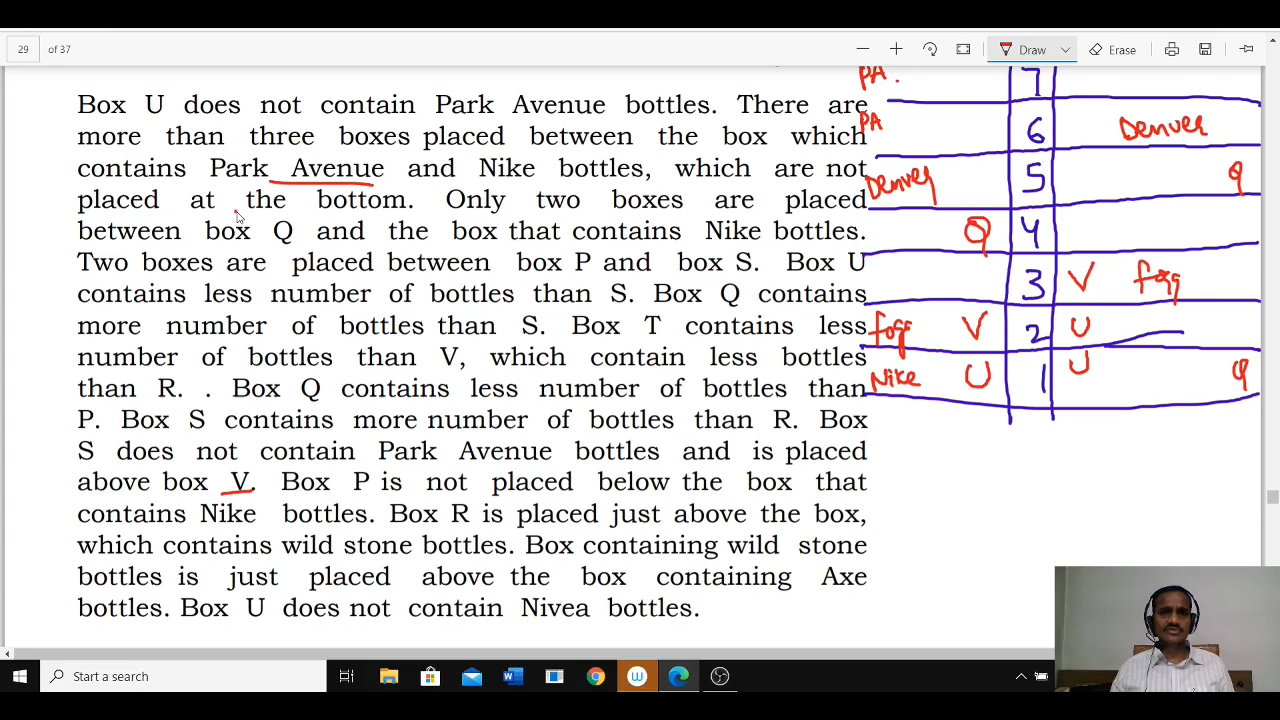 29 of 37
Draw
Erase
Box U does not contain Park Avenue bottles. There are
more than three boxes placed between the box which
contains Park Avenue and Nike bottles, which are not
placed at the bottom. Only two boxes are placed
between box Q and the box that contains Nike bottles.
Two boxes are placed between box P and box S. Box U
contains less number of bottles than S. Box Q contains
more number of bottles than S. Box T contains less
number of bottles than V, which contain less bottles
than R. . Box Q contains less number of bottles than
P. Box S contains more number of bottles than R. Box
S does not contain Park Avenue bottles and is placed
above box V. Box P is not placed below the box that
contains Nike bottles. Box R is placed just above the box,
which contains wild stone bottles. Box containing wild stone
bottles is just placed above the box containing Axe
bottles. Box U does not contain Nivea bottles.
PA. 7
PA 6 Denver
Denver 5 Q
Q 4
3 V fogg
fogg V 2 U
Nike U 1 U Q
Start a search